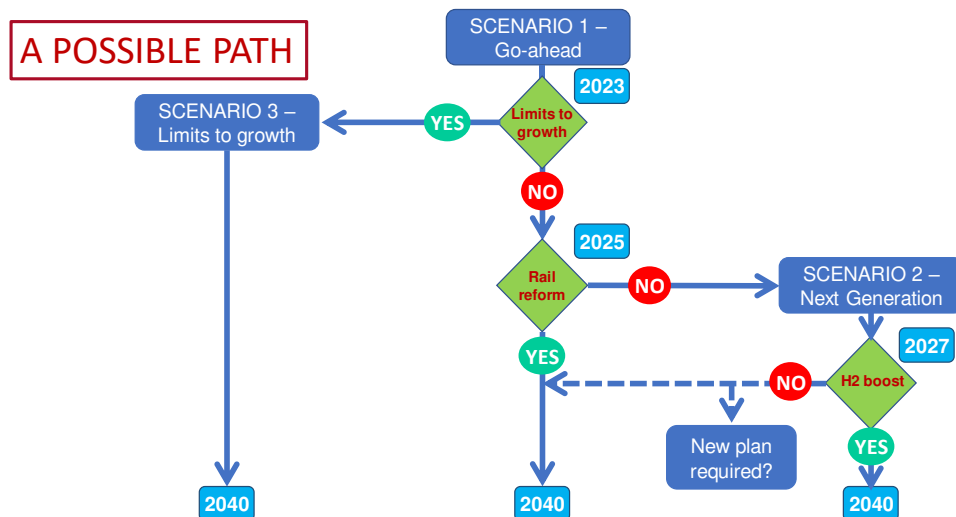 A POSSIBLE PATH
SCENARIO 1 –
Go-ahead
2023
SCENARIO 3 –
Limits to growth
YES
Limits to
growth
NO
2025
Rail
reform
NO
SCENARIO 2 –
Next Generation
2027
YES
NO
H2 boost
New plan
required?
YES
2040
2040
2040